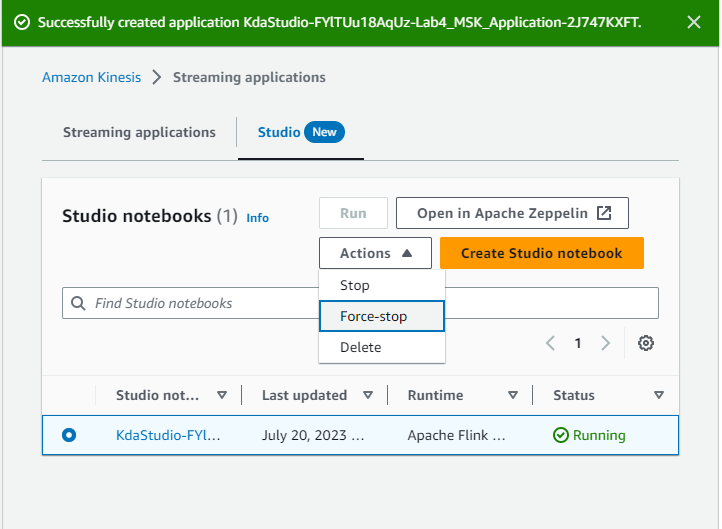 Successfully created application KdaStudio-FYlTUu18AqUz-Lab4_MSK_Application-2J747KXFT.
Amazon Kinesis > Streaming applications
Streaming applications Studio New
Studio notebooks (1) Info Run Open in Apache Zeppelin
Actions Create Studio notebook
Stop
Find Studio notebooks
Force-stop
Delete
1
Studio not... Last updated Runtime Status
KdaStudio-FYl... July 20, 2023 ... Apache Flink ... Running